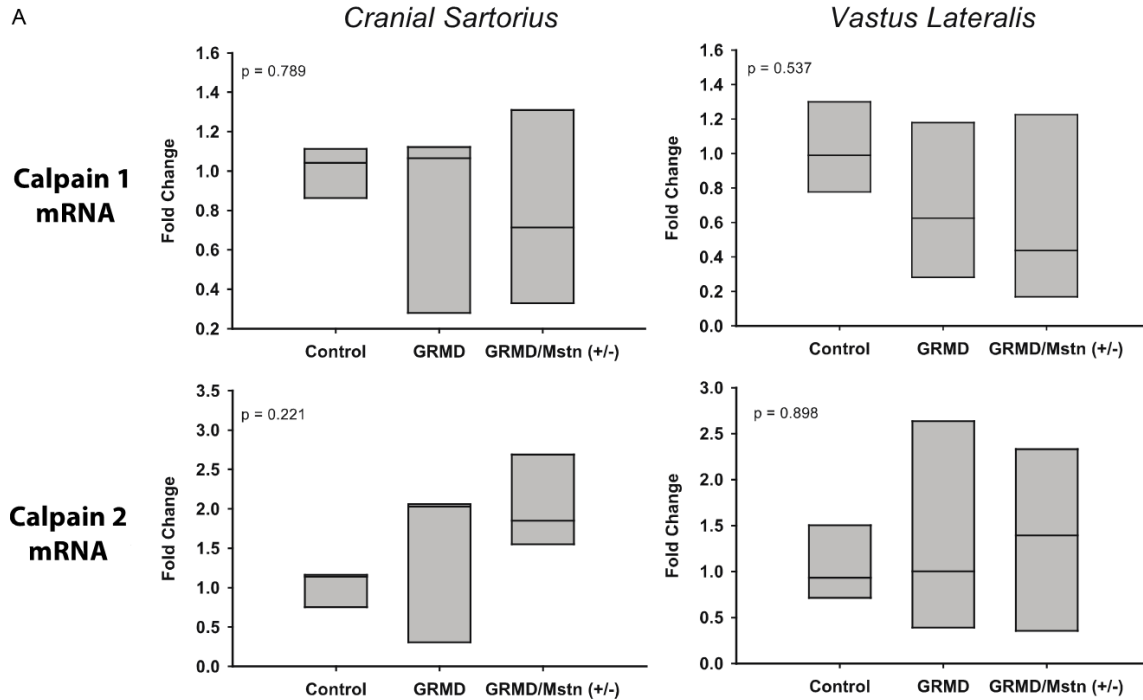 A
Cranial Sartorius
Vastus Lateralis
Calpain 1
mRNA
Fold Change
1.6
1.4
1.2
1.0
0.8
0.6
0.4
0.2
p = 0.789
Control
GRMD
GRMD/Mstn (+/-)
Fold Change
1.6
1.4
1.2
1.0
0.8
0.6
0.4
0.2
0.0
p = 0.537
Control
GRMD
GRMD/Mstn (+/-)
Calpain 2
mRNA
Fold Change
3.5
3.0
2.5
2.0
1.5
1.0
0.5
0.0
p = 0.221
Control
GRMD
GRMD/Mstn (+/-)
Fold Change
3.0
2.5
2.0
1.5
1.0
0.5
0.0
p = 0.898
Control
GRMD
GRMD/Mstn (+/-)